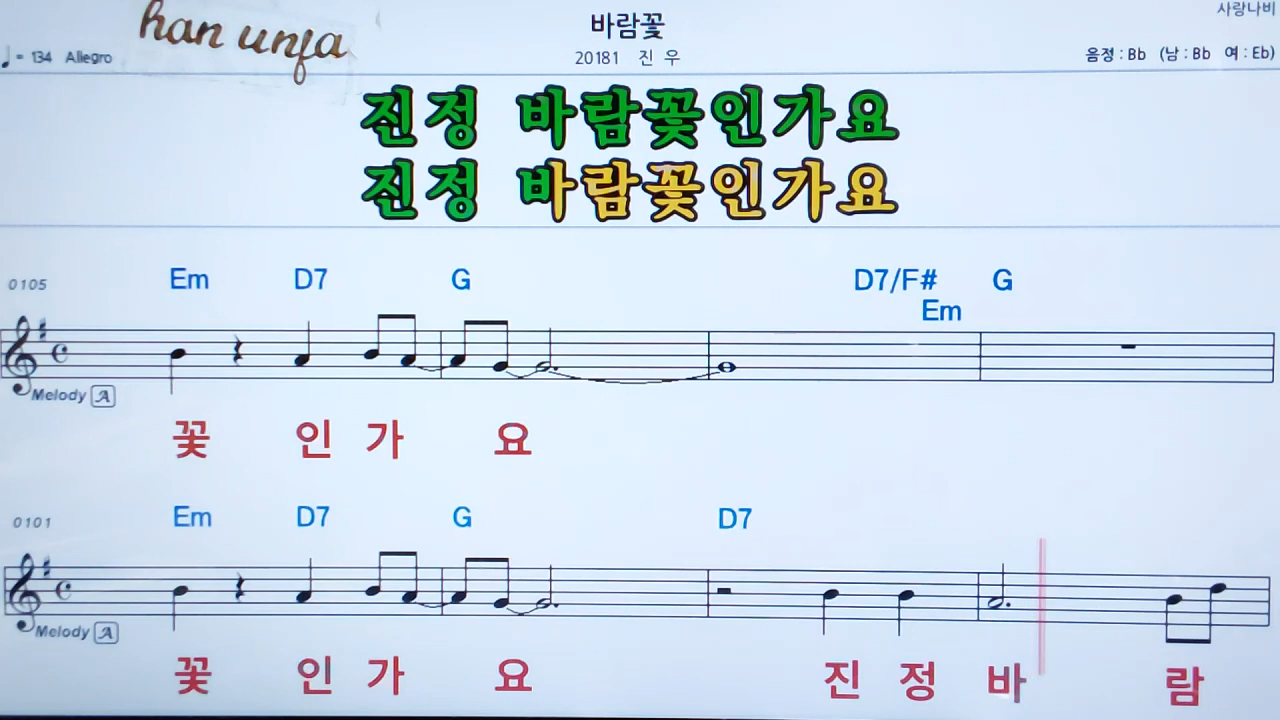 han unja
바람꽃
사랑나비
♩= 134 Allegro
20181 진 우
음정 : Bb (남 : Bb 여 : Eb)
진정 바람꽃인가요
진정 바람꽃인가요
0105 Em D7 G D7/F# G
Em
Melody A
꽃 인 가 요
0101 Em D7 G D7
Melody A
꽃 인 가 요 진 정 바 람